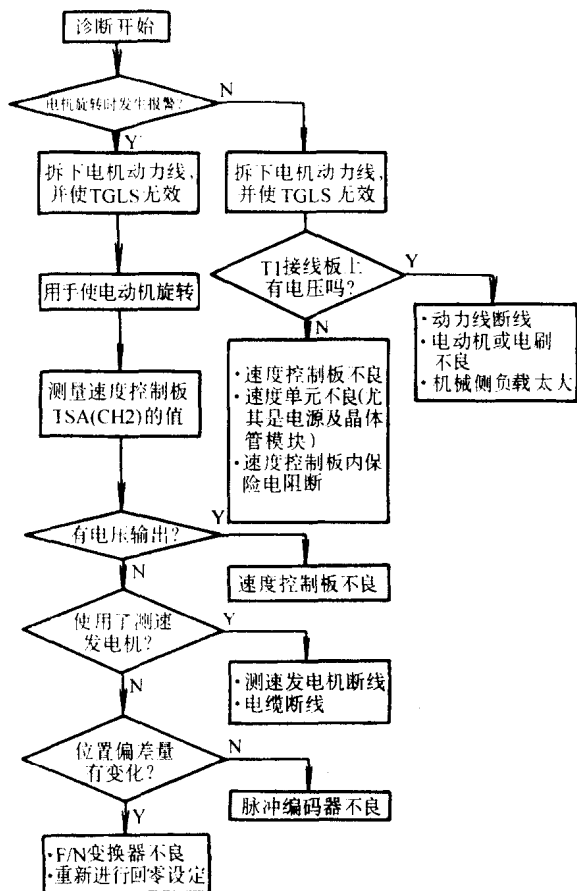 诊断开始
电机旋转时发生报警?
N
Y
拆下电机动力线,
并使TGLS无效
拆下电机动力线,
并使TGLS无效
T1接线板上
有电压吗?
Y
N
用手使电动机旋转
·动力线断线
·电动机或电刷
不良
·机械侧负载太大
·速度控制板不良
·速度单元不良(尤
其是电源及晶体
管模块)
·速度控制板内保
险电阻断
测量速度控制板
TSA(CH2)的值
有电压输出?
Y
N
速度控制板不良
使用了测速
发电机?
Y
N
·测速发电机断线
·电缆断线
位置偏差量
有变化?
N
Y
脉冲编码器不良
·F/N变换器不良
·重新进行回零设定